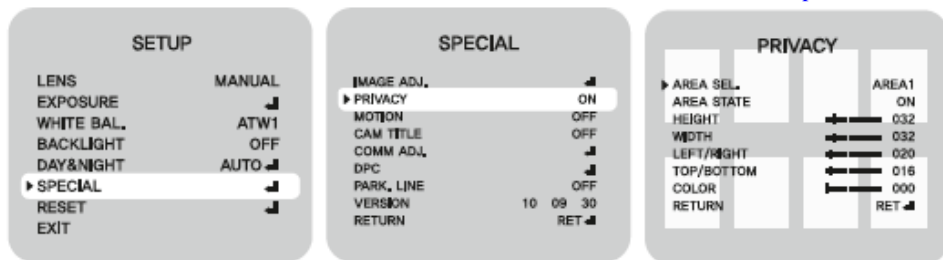 SETUP
LENS MANUAL
EXPOSURE
WHITE BAL. ATW1
BACKLIGHT OFF
DAY&NIGHT AUTO
SPECIAL
RESET
EXIT
SPECIAL
IMAGE ADJ.
PRIVACY ON
MOTION OFF
CAM TITLE OFF
COMM ADJ.
DPC
PARK. LINE OFF
VERSION 10 09 30
RETURN RET
PRIVACY
AREA SEL. AREA1
AREA STATE ON
HEIGHT 032
WIDTH 032
LEFT/RIGHT 020
TOP/BOTTOM 016
COLOR 000
RETURN RET